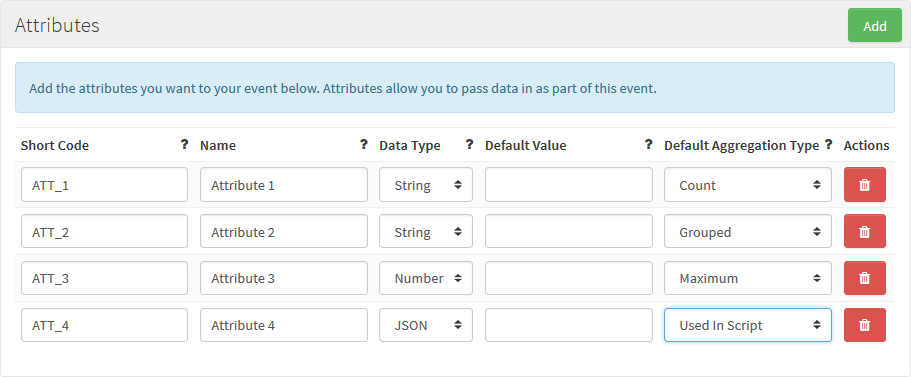 Attributes
Add
Add the attributes you want to your event below. Attributes allow you to pass data in as part of this event.
Short Code ? Name ? Data Type ? Default Value ? Default Aggregation Type ? Actions
ATT_1 Attribute 1 String Count
ATT_2 Attribute 2 String Grouped
ATT_3 Attribute 3 Number Maximum
ATT_4 Attribute 4 JSON Used In Script